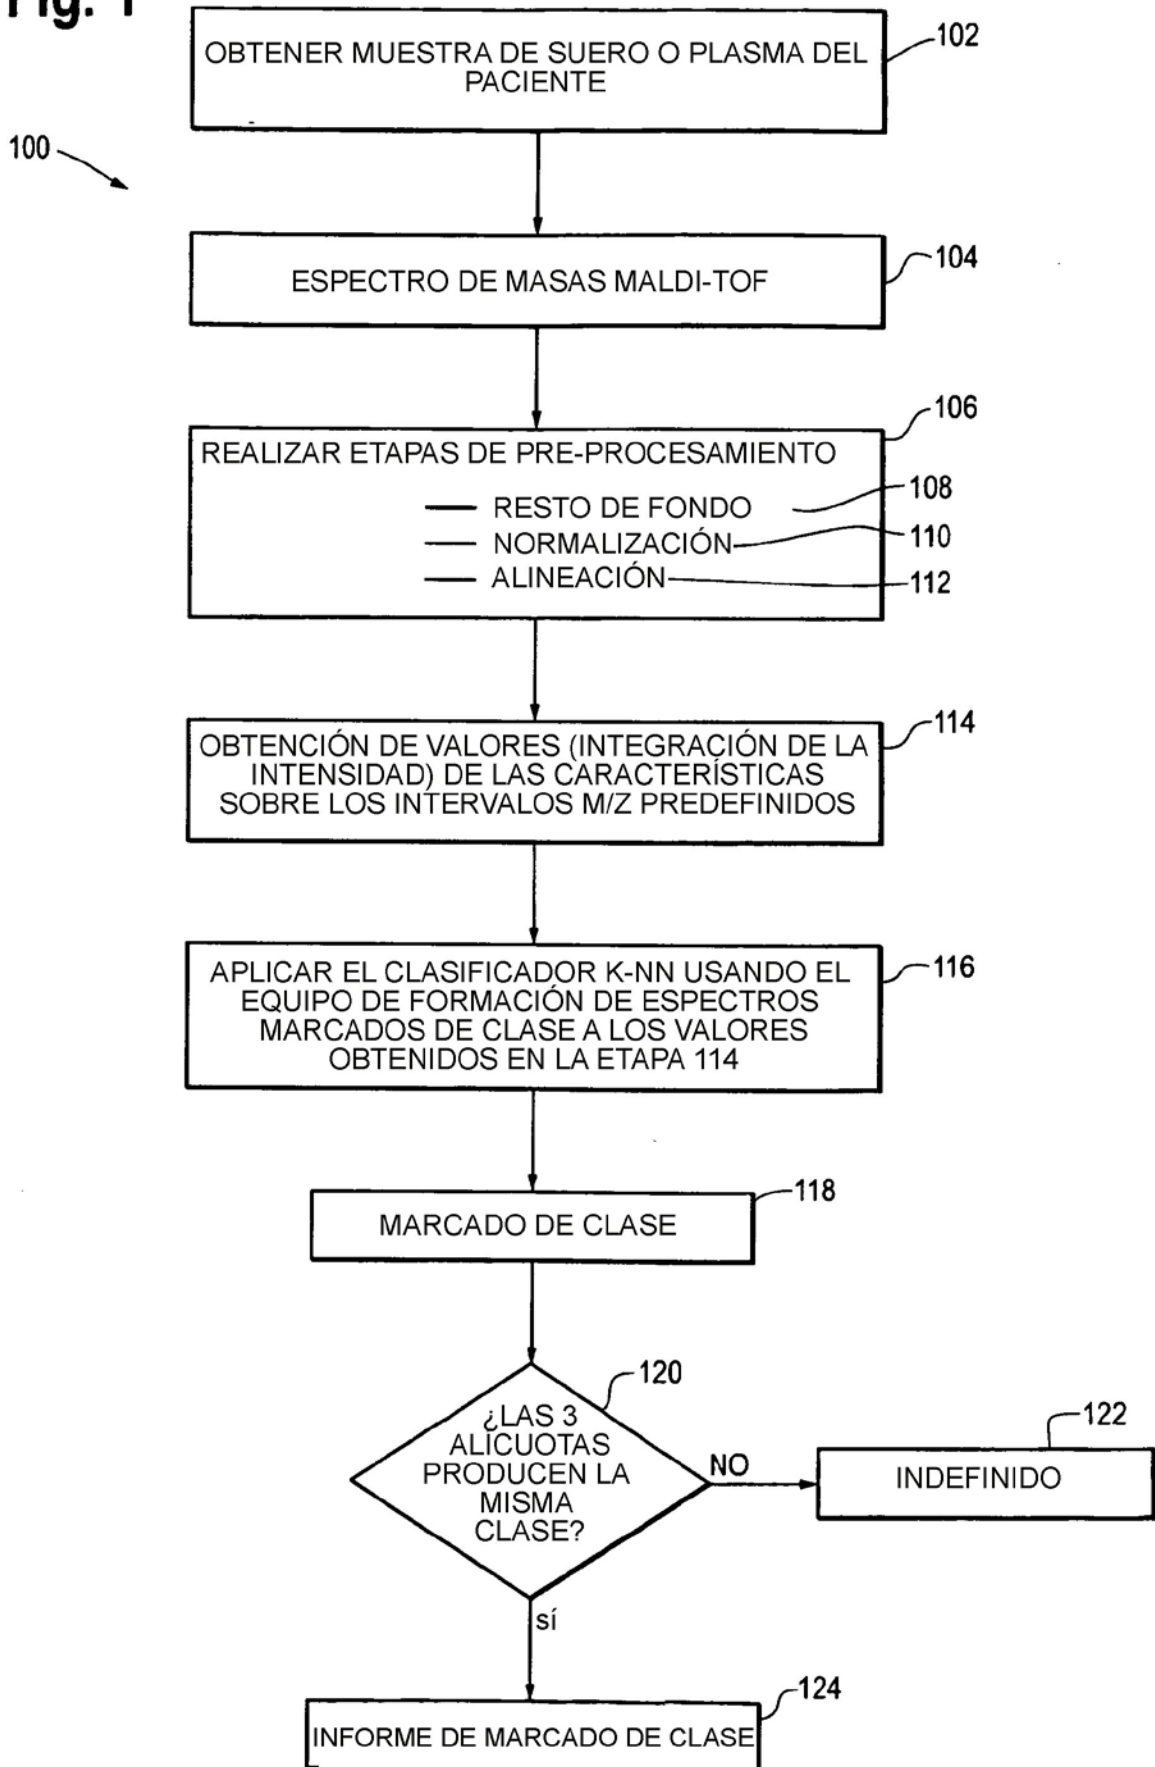 Fig. 1
102
OBTENER MUESTRA DE SUERO O PLASMA DEL
PACIENTE
100
104
ESPECTRO DE MASAS MALDI-TOF
106
REALIZAR ETAPAS DE PRE-PROCESAMIENTO
— RESTO DE FONDO 108
— NORMALIZACIÓN 110
— ALINEACIÓN 112
114
OBTENCIÓN DE VALORES (INTEGRACIÓN DE LA
INTENSIDAD) DE LAS CARACTERÍSTICAS
SOBRE LOS INTERVALOS M/Z PREDEFINIDOS
116
APLICAR EL CLASIFICADOR K-NN USANDO EL
EQUIPO DE FORMACIÓN DE ESPECTROS
MARCADOS DE CLASE A LOS VALORES
OBTENIDOS EN LA ETAPA 114
118
MARCADO DE CLASE
120
¿LAS 3
ALICUOTAS
PRODUCEN LA
MISMA
CLASE?
NO
122
INDEFINIDO
sí
124
INFORME DE MARCADO DE CLASE